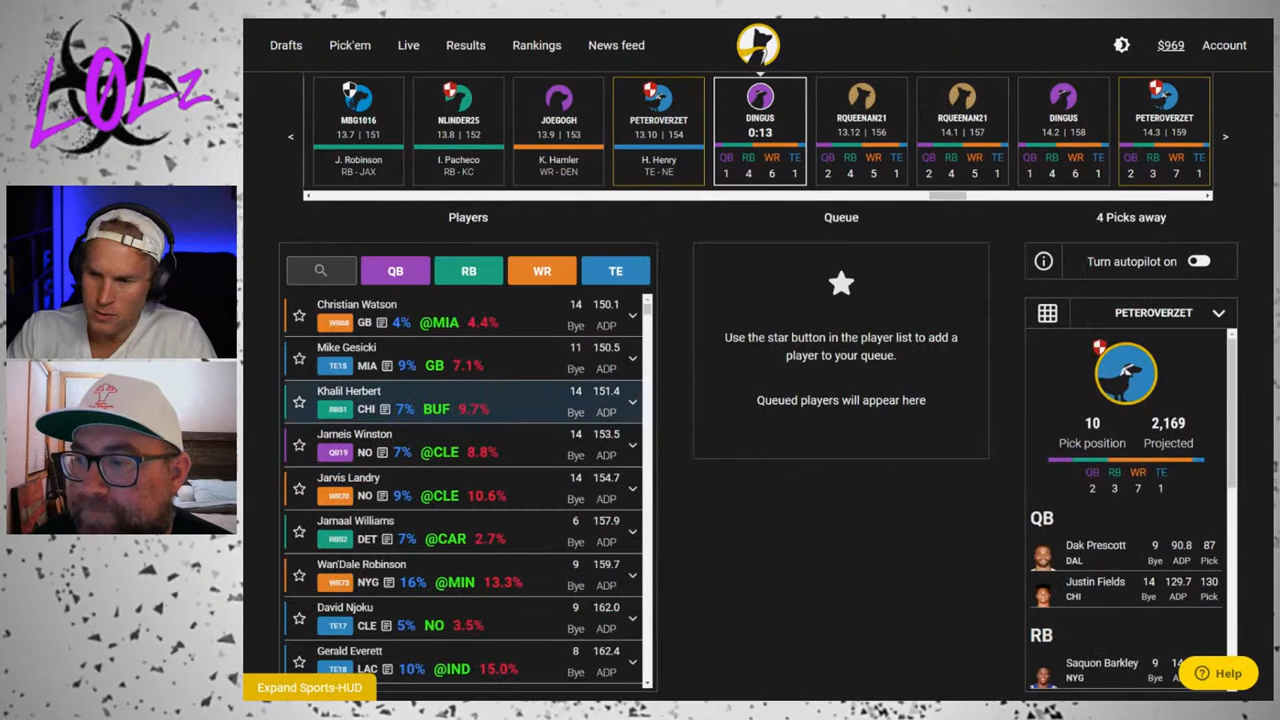 LOLz
Drafts Pick'em Live Results Rankings News feed $969 Account
MBG1016 NLINDER25 JOEGOGH PETEROVERZET DINGUS RQUEENAN21 RQUEENAN21 DINGUS PETEROVERZET
13.7 | 151 13.8 | 152 13.9 | 153 13.10 | 154 0:13 13.12 | 156 14.1 | 157 14.2 | 158 14.3 | 159
< J. Robinson I. Pacheco K. Hamler H. Henry QB RB WR TE QB RB WR TE QB RB WR TE QB RB WR TE QB RB WR TE >
RB - JAX RB - KC WR - DEN TE - NE 1 4 6 1 2 4 5 1 2 4 5 1 1 4 6 1 2 3 7 1
Players Queue 4 Picks away
QB RB WR TE
Turn autopilot on
Christian Watson 14 150.1
WR68 GB 4% @MIA 4.4% Bye ADP
Mike Gesicki 11 150.5
TE15 MIA 9% GB 7.1% Bye ADP
Khalil Herbert 14 151.4
RB51 CHI 7% BUF 9.7% Bye ADP
Jameis Winston 14 153.5
QB19 NO 7% @CLE 8.8% Bye ADP
Jarvis Landry 14 154.7
WR70 NO 9% @CLE 10.6% Bye ADP
Jamaal Williams 6 157.9
RB52 DET 7% @CAR 2.7% Bye ADP
Wan'Dale Robinson 9 159.7
WR73 NYG 16% @MIN 13.3% Bye ADP
David Njoku 9 162.0
TE17 CLE 5% NO 3.5% Bye ADP
Gerald Everett 8 162.4
TE18 LAC 10% @IND 15.0% Bye ADP
Expand Sports-HUD
Use the star button in the player list to add a
player to your queue.
Queued players will appear here
PETEROVERZET
10 2,169
Pick position Projected
QB RB WR TE
2 3 7 1
QB
Dak Prescott 9 90.8 87
DAL Bye ADP Pick
Justin Fields 14 129.7 130
CHI Bye ADP Pick
RB
Saquon Barkley 9
NYG Bye
Help